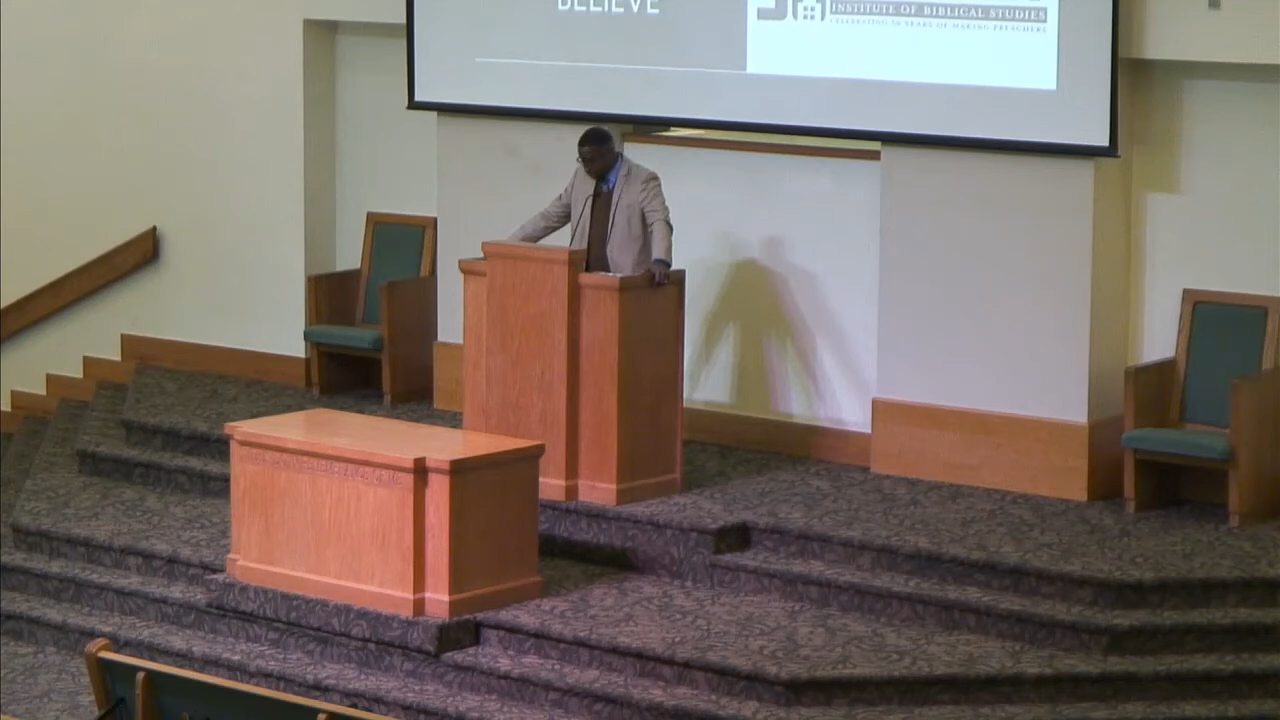 BELIEVE
INSTITUTE OF BIBLICAL STUDIES
CELEBRATING 50 YEARS OF MAKING PREACHERS